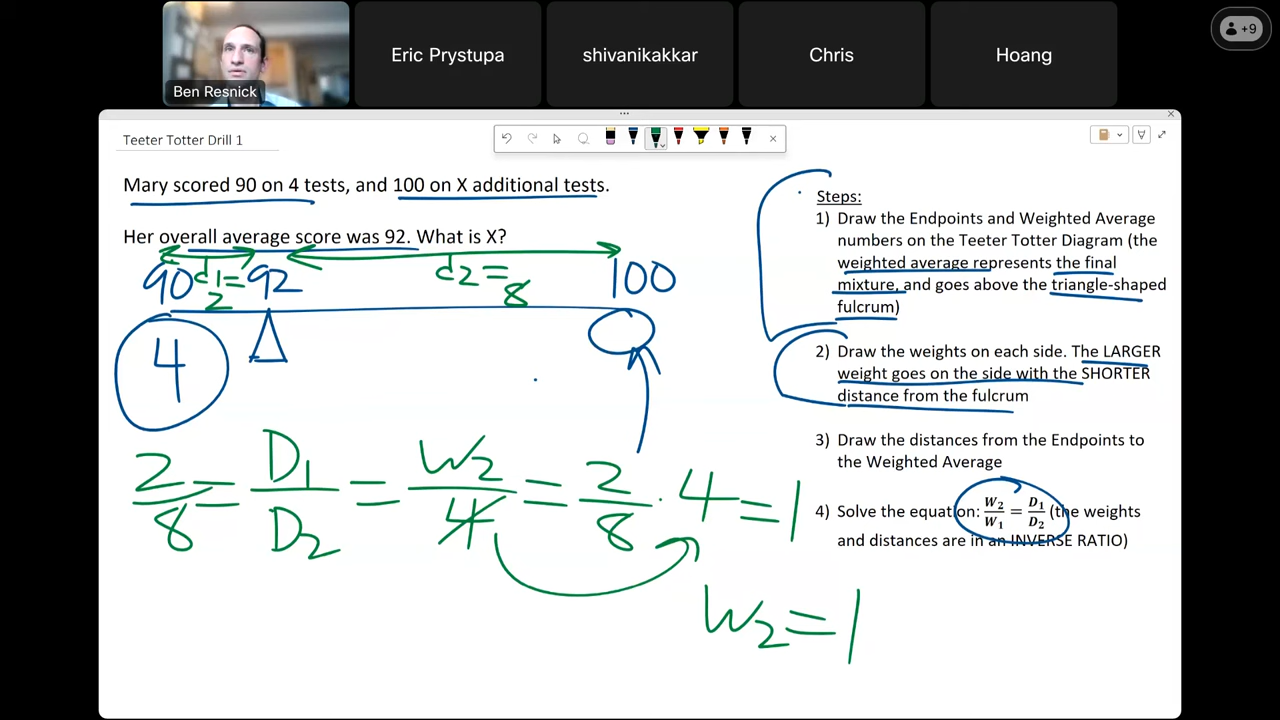 Ben Resnick
Eric Prystupa
shivanikakkar
Chris
Hoang
+9
Teeter Totter Drill 1
Mary scored 90 on 4 tests, and 100 on X additional tests.
Her overall average score was 92. What is X?
90 d1= 2 92 d2= 8 100
4
2/8 = D1/D2 = W2/4 = 2/8 · 4 = 1
W2 = 1
Steps:
1) Draw the Endpoints and Weighted Average
numbers on the Teeter Totter Diagram (the
weighted average represents the final
mixture, and goes above the triangle-shaped
fulcrum)
2) Draw the weights on each side. The LARGER
weight goes on the side with the SHORTER
distance from the fulcrum
3) Draw the distances from the Endpoints to
the Weighted Average
4) Solve the equation: W2/W1 = D1/D2 (the weights
and distances are in an INVERSE RATIO)